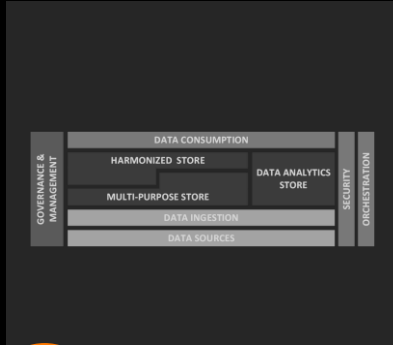 GOVERNANCE &
MANAGEMENT
DATA CONSUMPTION
HARMONIZED STORE
DATA ANALYTICS
STORE
MULTI-PURPOSE STORE
DATA INGESTION
DATA SOURCES
SECURITY
ORCHESTRATION